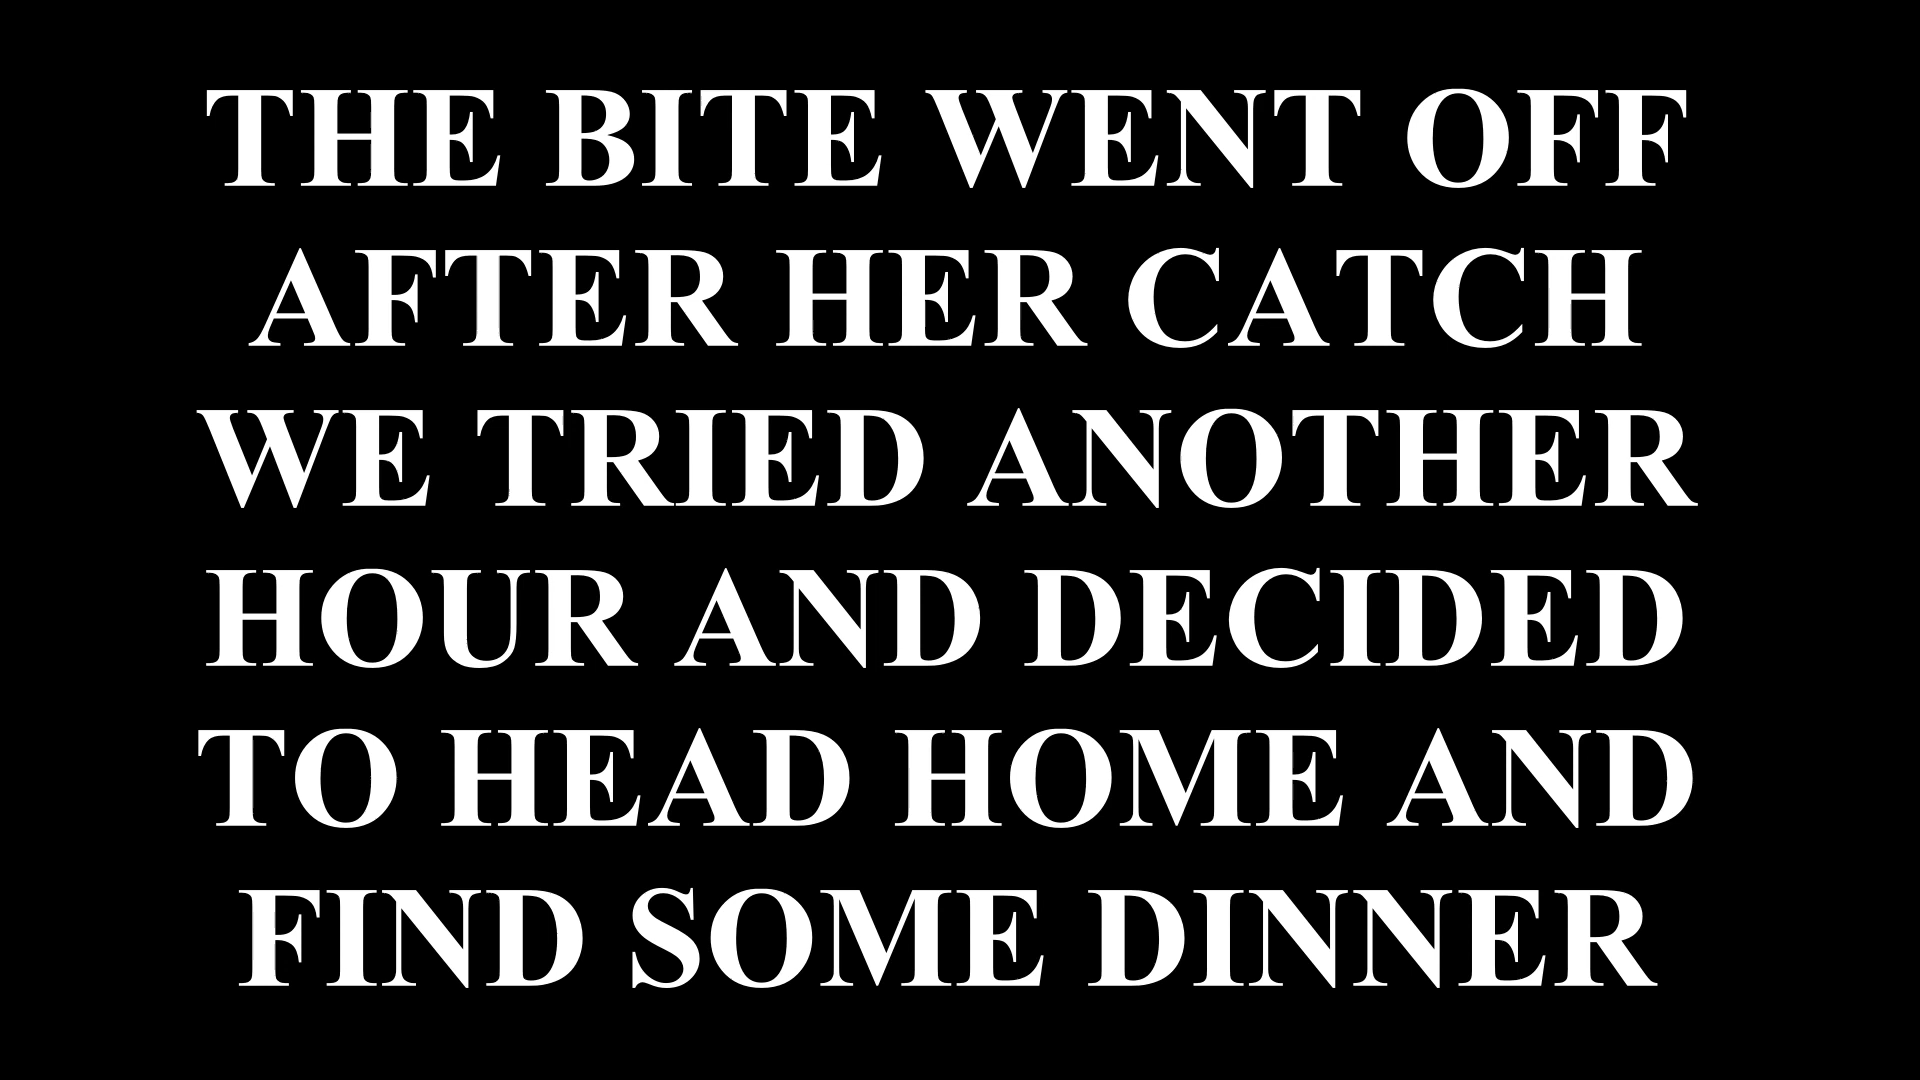 THE BITE WENT OFF
AFTER HER CATCH
WE TRIED ANOTHER
HOUR AND DECIDED
TO HEAD HOME AND
FIND SOME DINNER